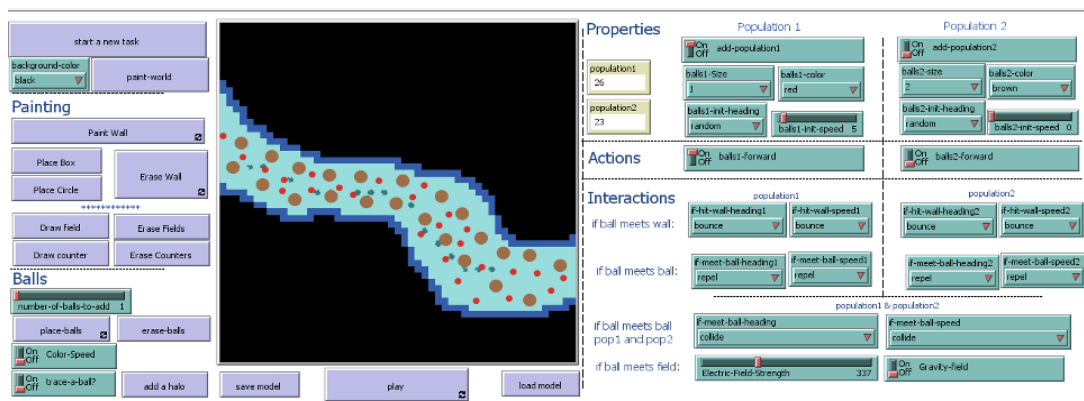 start a new task
background-color
black
paint-world
Painting
Paint Wall
Place Box
Place Circle
Erase Wall
++++++++++++
Draw field
Erase Fields
Draw counter
Erase Counters
Balls
number-of-balls-to-add 1
place-balls
erase-balls
On
Off
Color-Speed
On
Off
trace-a-ball?
add a halo
save model
play
load model
Properties
Population 1
Population 2
population1
26
population2
23
On
Off
add-population1
balls1-Size
1
balls1-color
red
balls1-init-heading
random
balls1-init-speed 5
On
Off
add-population2
balls2-size
2
balls2-color
brown
balls2-init-heading
random
balls2-init-speed 0
Actions
On
Off
balls1-forward
On
Off
balls2-forward
Interactions
population1
population2
if ball meets wall:
if-hit-wall-heading1
bounce
if-hit-wall-speed1
bounce
if-hit-wall-heading2
bounce
if-hit-wall-speed2
bounce
if ball meets ball:
if-meet-ball-heading1
repel
if-meet-ball-speed1
repel
if-meet-ball-heading2
repel
if-meet-ball-speed2
repel
population1 & population2
if ball meets ball
pop1 and pop2
if-meet-ball-heading
collide
if-meet-ball-speed
collide
if ball meets field:
Electric-Field-Strength 337
On
Off
Gravity-field